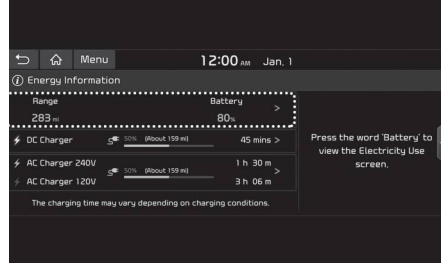 Menu 12:00 AM Jan, 1
Energy Information
Range Battery
283 mi 80%
DC Charger 50% (About 159 mi) 45 mins >
AC Charger 240V 1 h 30 m
50% (About 159 mi) >
AC Charger 120V 3 h 06 m
The charging time may vary depending on charging conditions.
Press the word 'Battery' to
view the Electricity Use
screen.